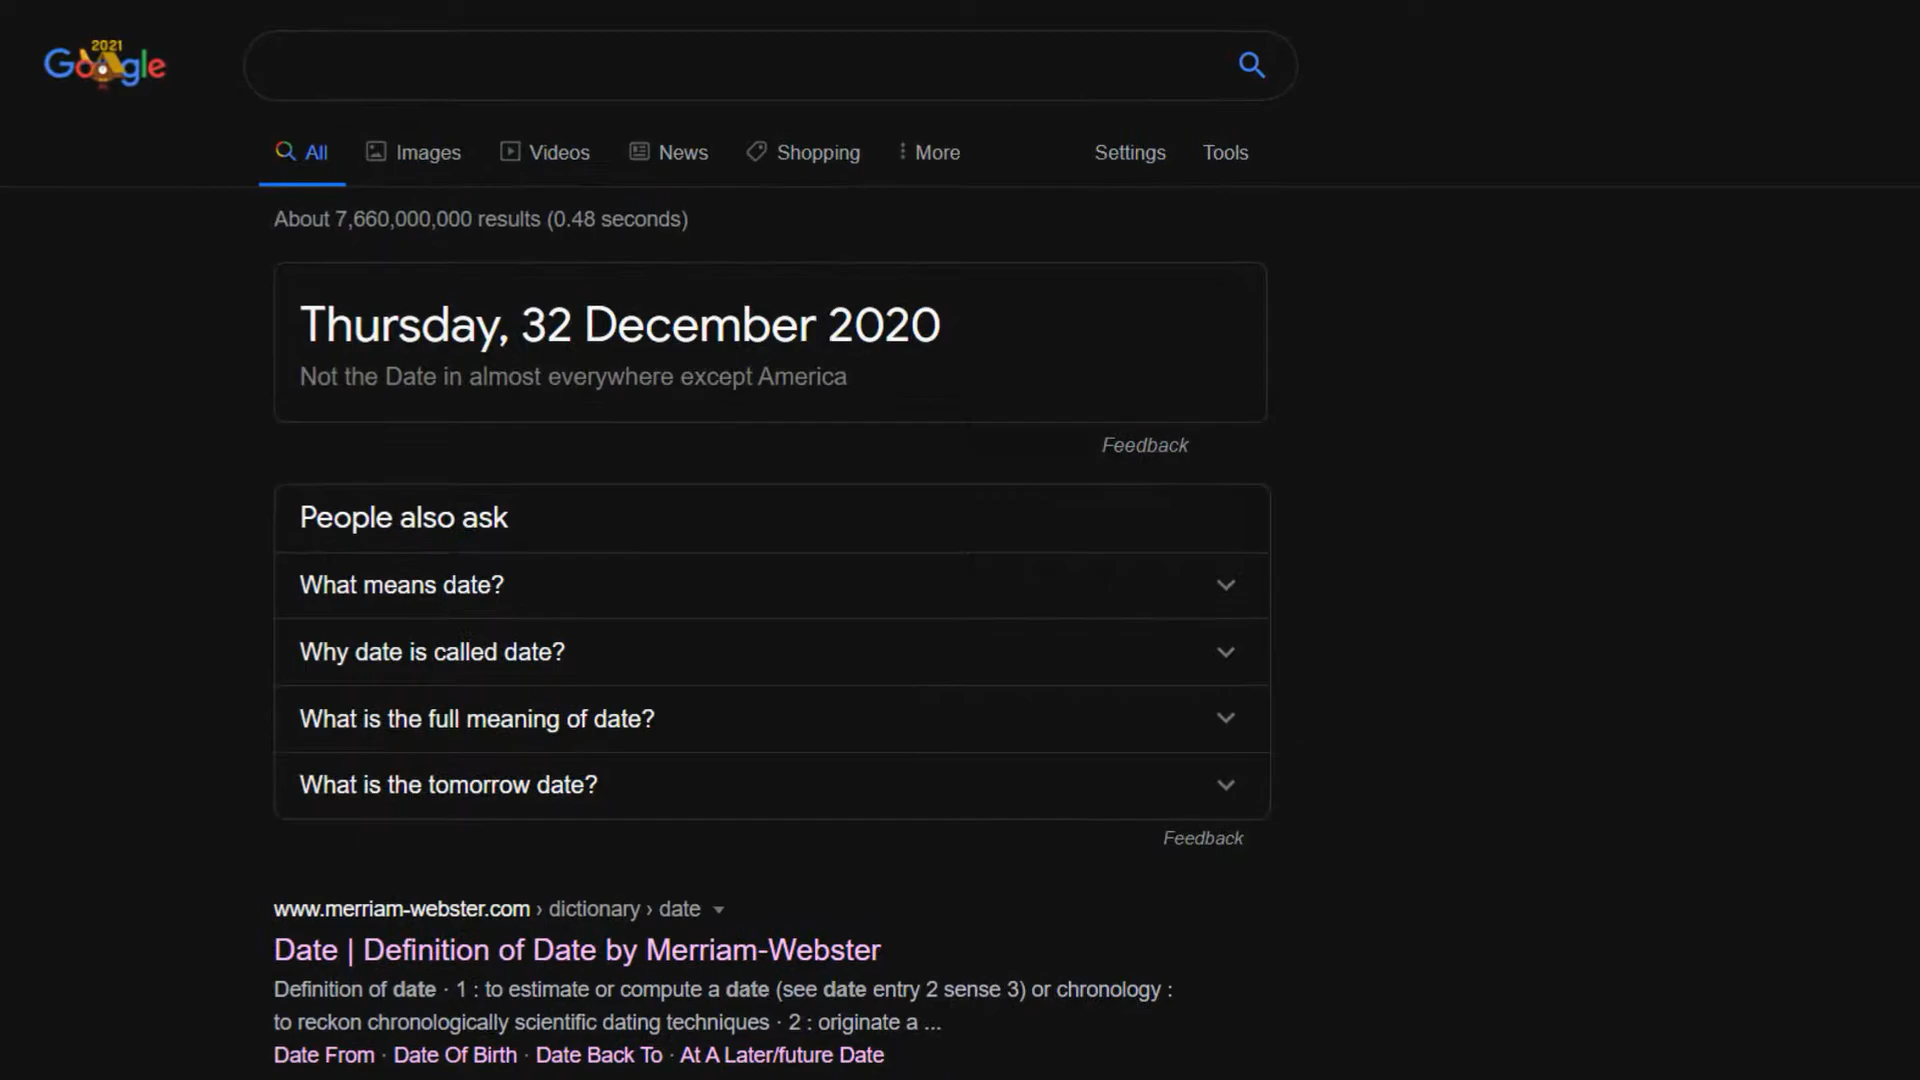 2021
Google
All Images Videos News Shopping More Settings Tools
About 7,660,000,000 results (0.48 seconds)
Thursday, 32 December 2020
Not the Date in almost everywhere except America
Feedback
People also ask
What means date?
Why date is called date?
What is the full meaning of date?
What is the tomorrow date?
Feedback
www.merriam-webster.com › dictionary › date
Date | Definition of Date by Merriam-Webster
Definition of date · 1 : to estimate or compute a date (see date entry 2 sense 3) or chronology :
to reckon chronologically scientific dating techniques · 2 : originate a ...
Date From · Date Of Birth · Date Back To · At A Later/future Date